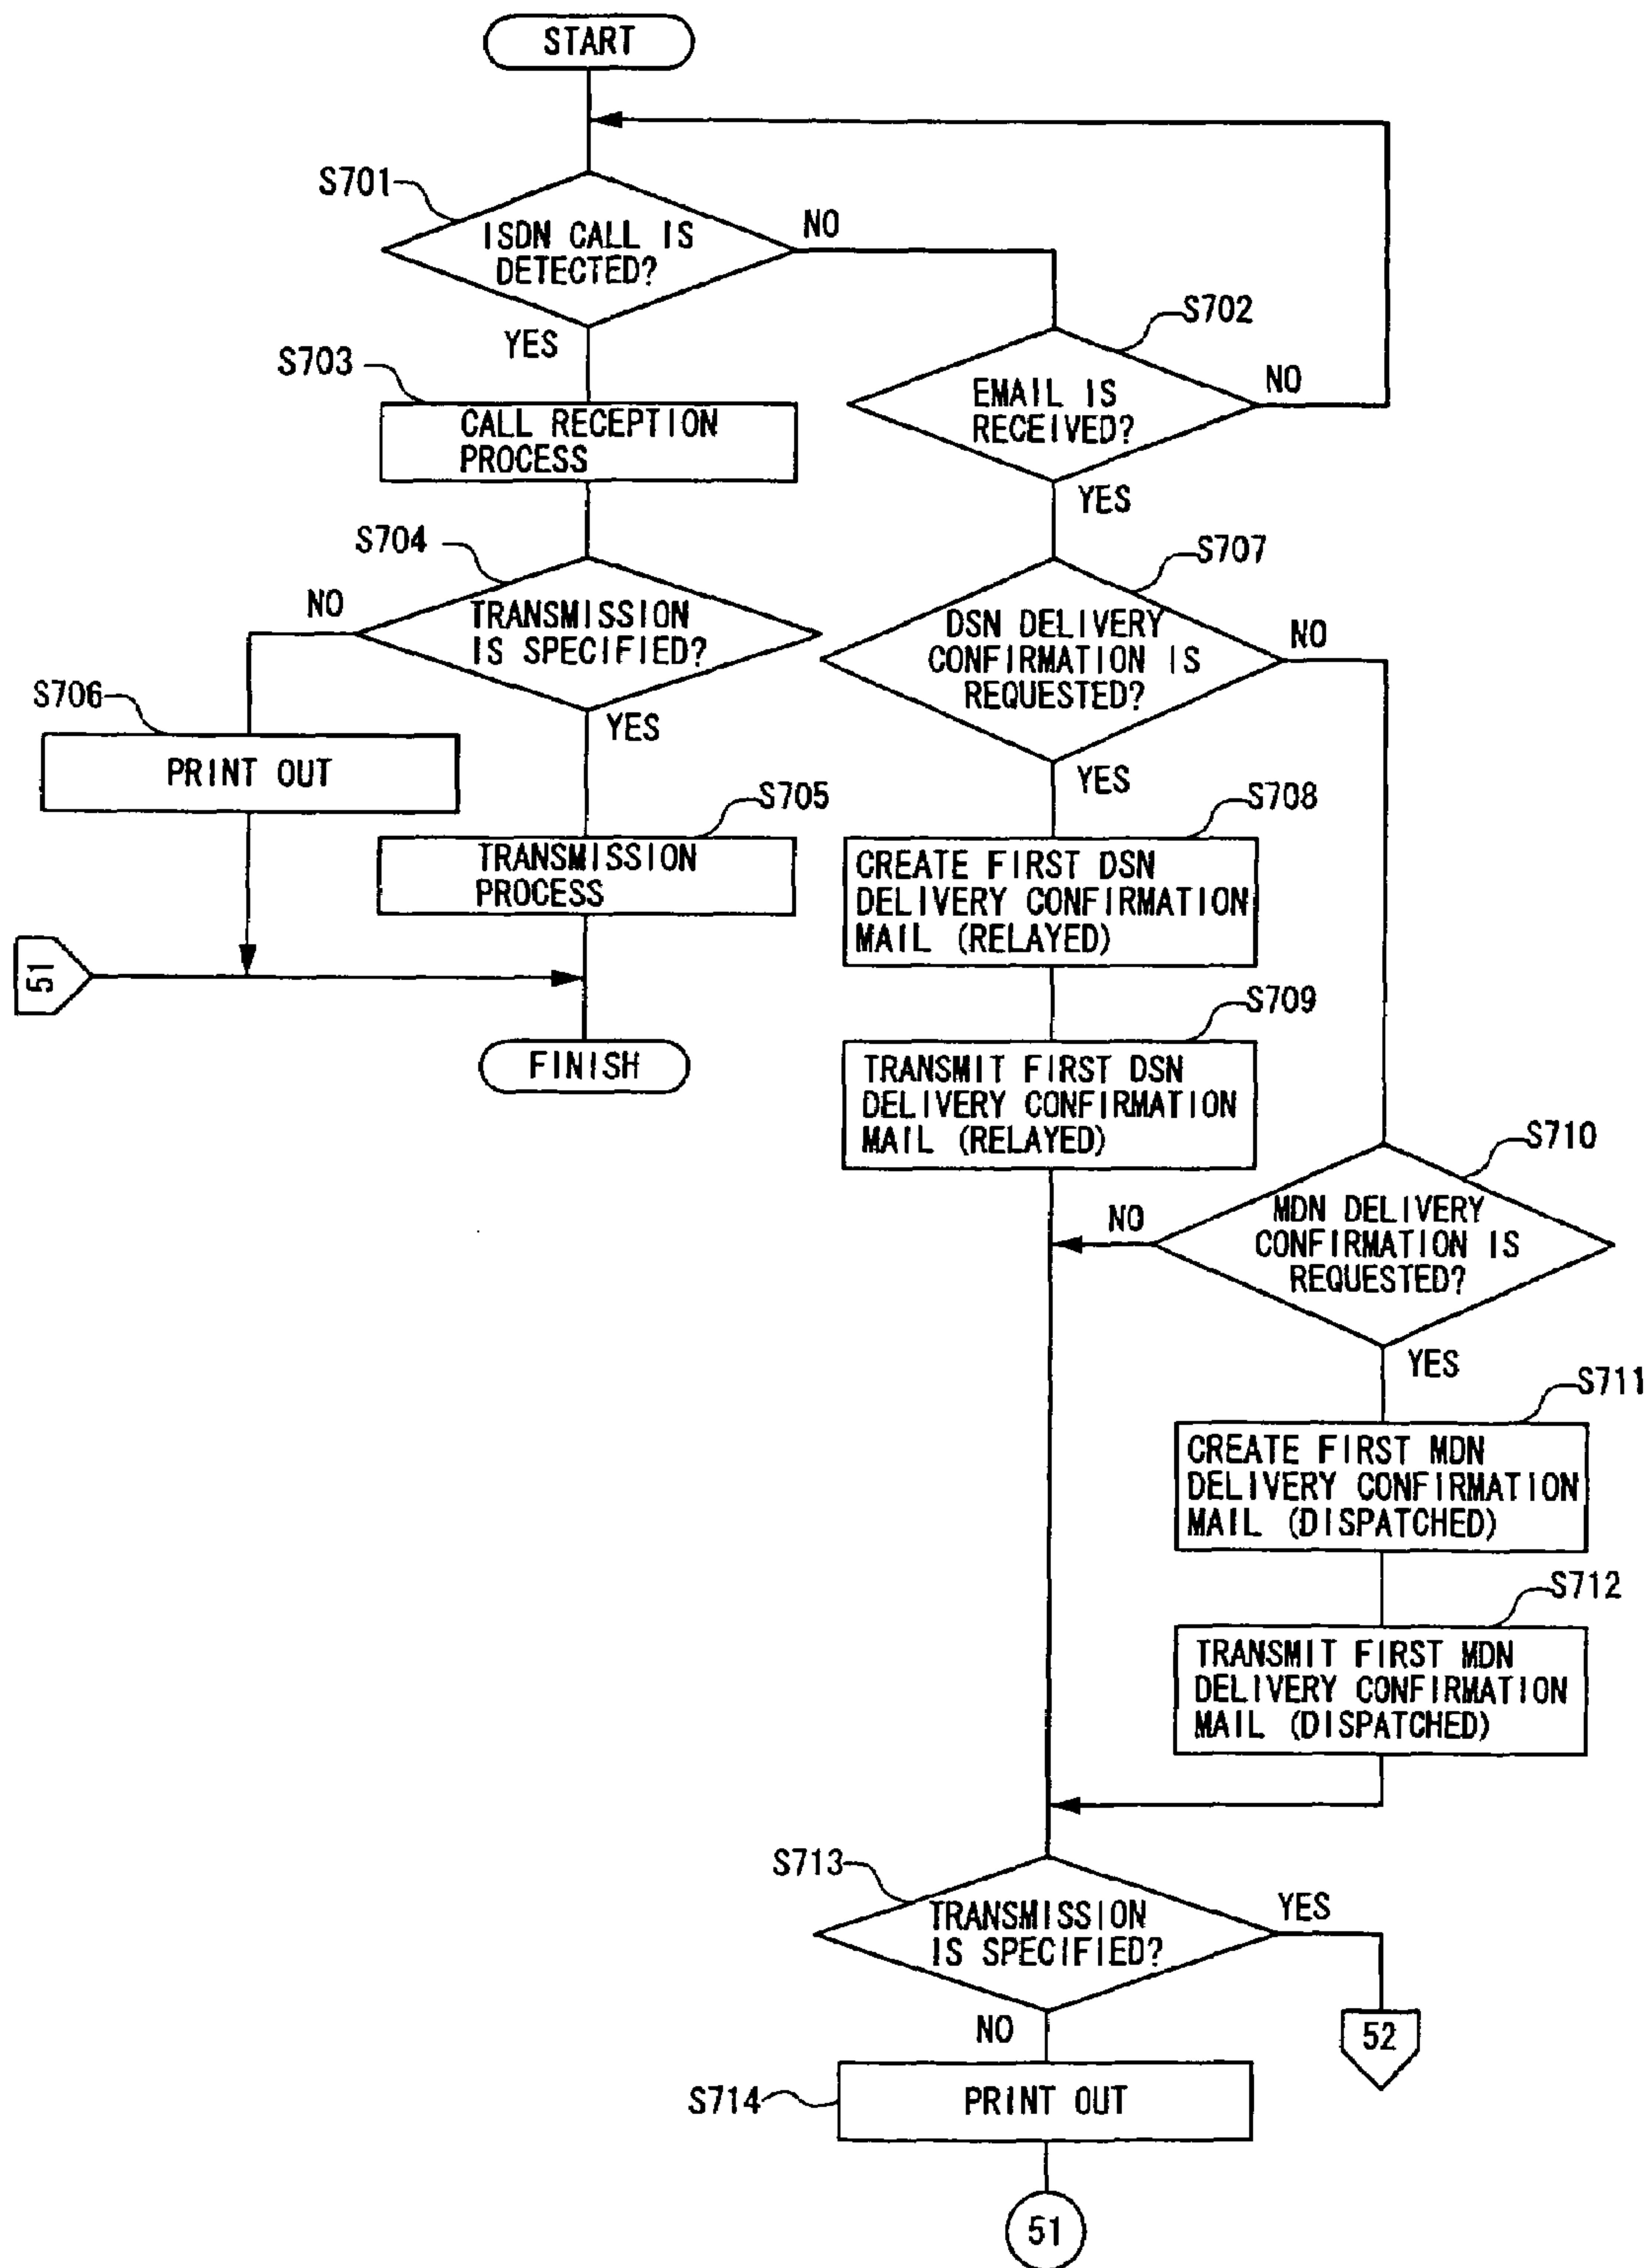 START
S701
ISDN CALL IS
DETECTED?
NO
YES
S702
EMAIL IS
RECEIVED?
NO
YES
S703
CALL RECEPTION
PROCESS
S704
TRANSMISSION
IS SPECIFIED?
NO
YES
S706
PRINT OUT
S705
TRANSMISSION
PROCESS
51
FINISH
S707
DSN DELIVERY
CONFIRMATION IS
REQUESTED?
NO
YES
S708
CREATE FIRST DSN
DELIVERY CONFIRMATION
MAIL (RELAYED)
S709
TRANSMIT FIRST DSN
DELIVERY CONFIRMATION
MAIL (RELAYED)
S710
MDN DELIVERY
CONFIRMATION IS
REQUESTED?
NO
YES
S711
CREATE FIRST MDN
DELIVERY CONFIRMATION
MAIL (DISPATCHED)
S712
TRANSMIT FIRST MDN
DELIVERY CONFIRMATION
MAIL (DISPATCHED)
S713
TRANSMISSION
IS SPECIFIED?
YES
NO
52
S714
PRINT OUT
51